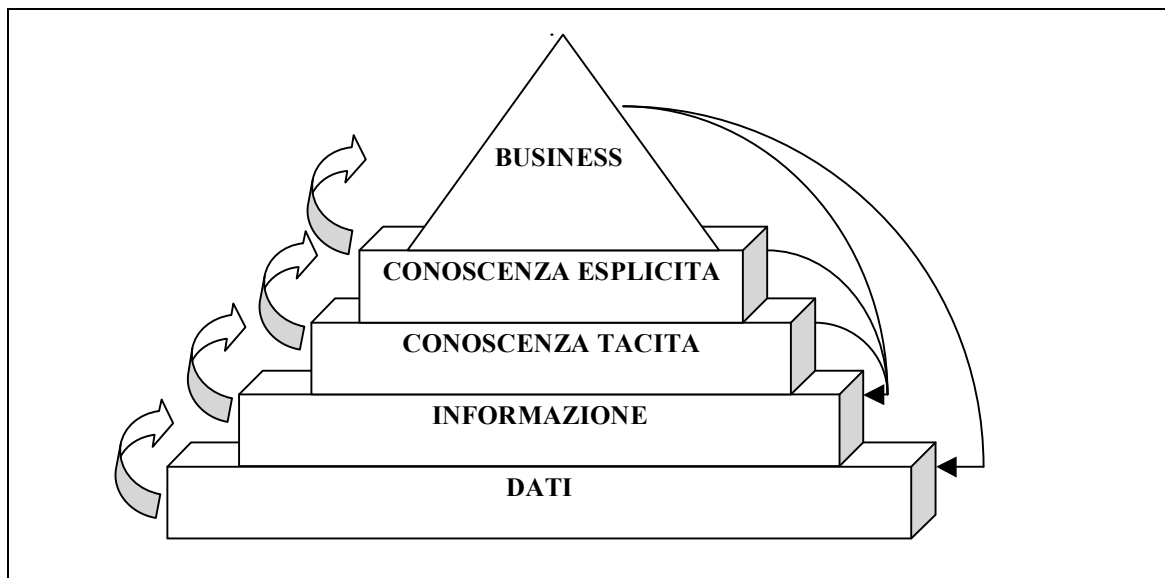 BUSINESS
CONOSCENZA ESPLICITA
CONOSCENZA TACITA
INFORMAZIONE
DATI